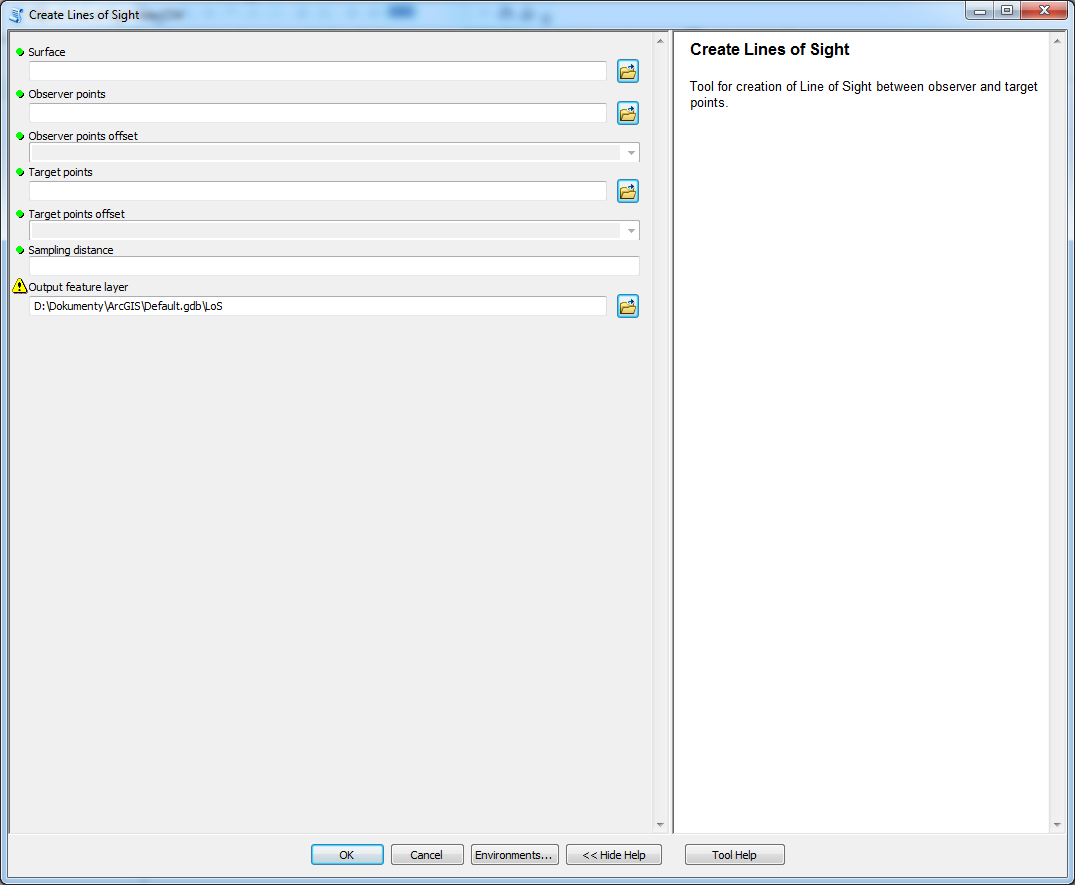 Create Lines of Sight
Surface
Observer points
Observer points offset
Target points
Target points offset
Sampling distance
Output feature layer
D:\Dokumenty\ArcGIS\Default.gdb\LoS
Create Lines of Sight
Tool for creation of Line of Sight between observer and target
points.
OK
Cancel
Environments...
<< Hide Help
Tool Help